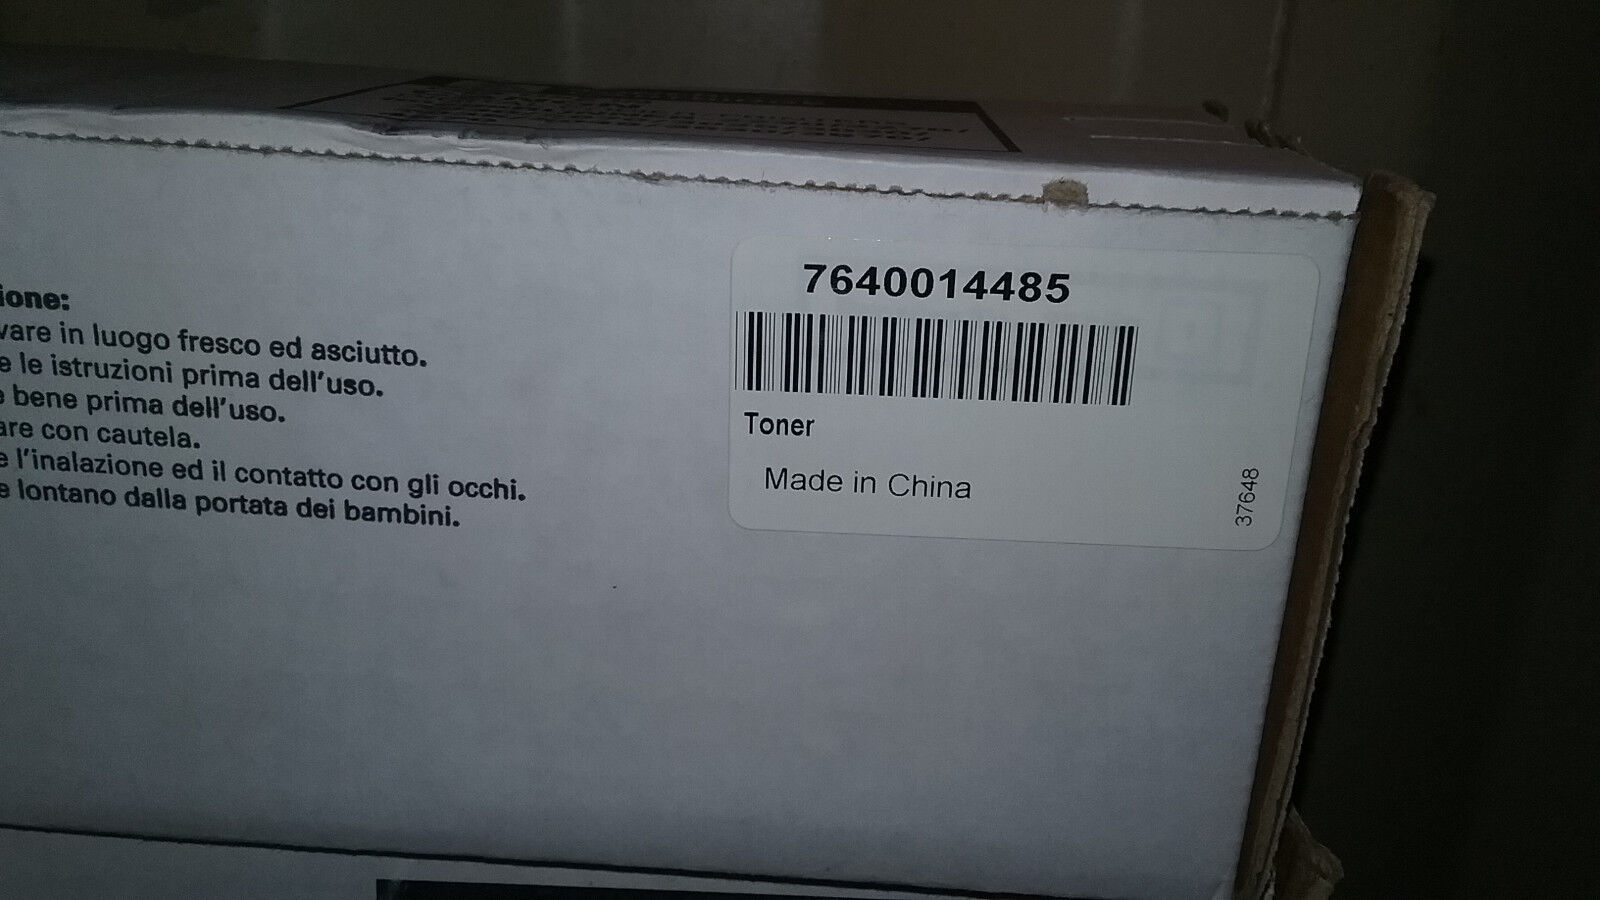 ione:
vare in luogo fresco ed asciutto.
e le istruzioni prima dell'uso.
e bene prima dell'uso.
are con cautela.
e l'inalazione ed il contatto con gli occhi.
e lontano dalla portata dei bambini.
7640014485
Toner
Made in China
37648